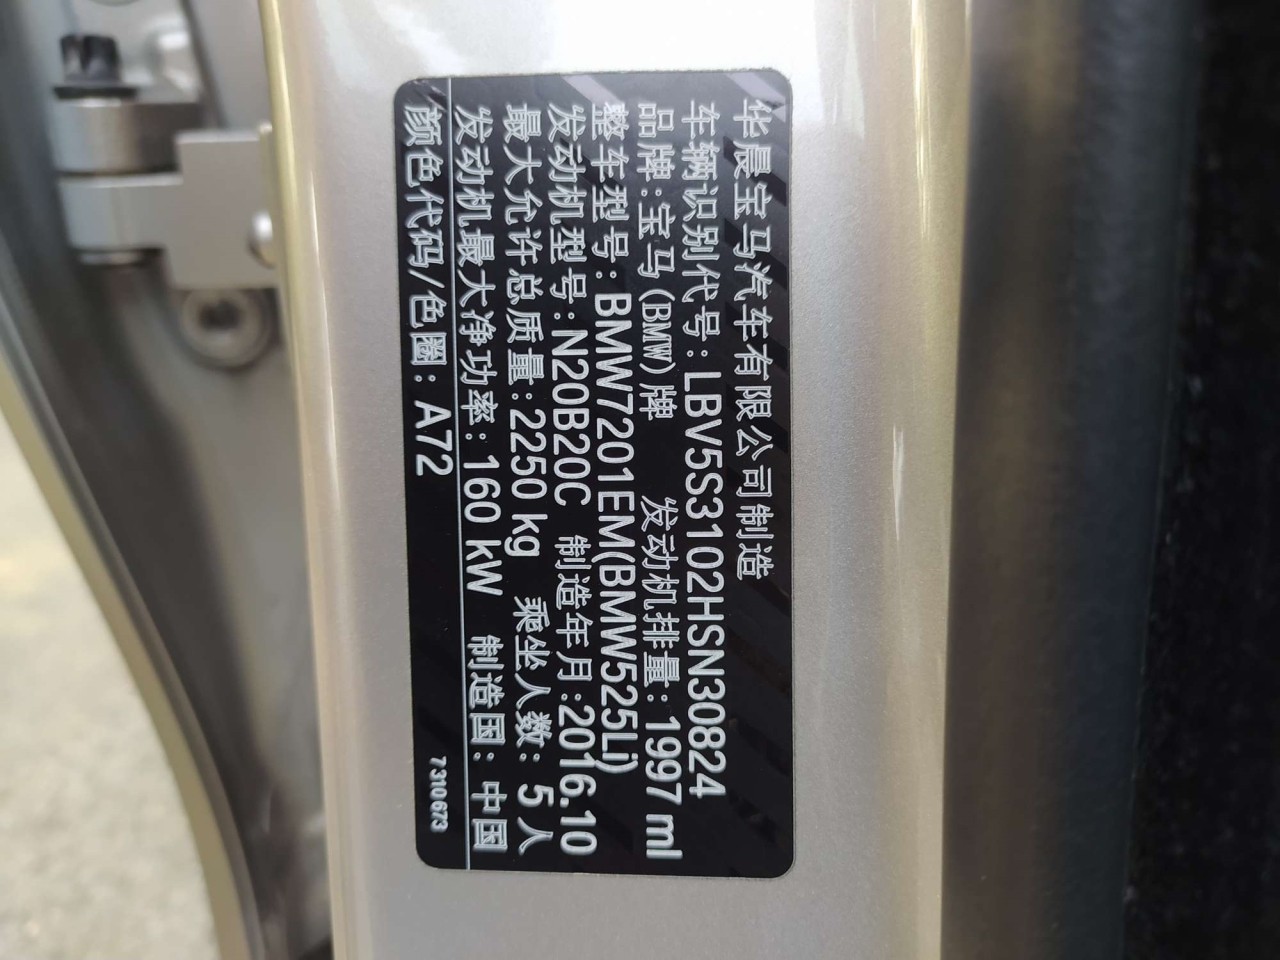 华晨宝马汽车有限公司制造
车辆识别代号:LBV5S3102HSN30824
品牌:宝马(BMW)牌 发动机排量:1997 ml
整车型号:BMW7201EM(BMW525Li)
发动机型号:N20B20C 制造年月:2016.10
最大允许总质量:2250 kg 乘坐人数:5人
发动机最大净功率:160 kW 制造国:中国
颜色代码/色圈:A72
7310673